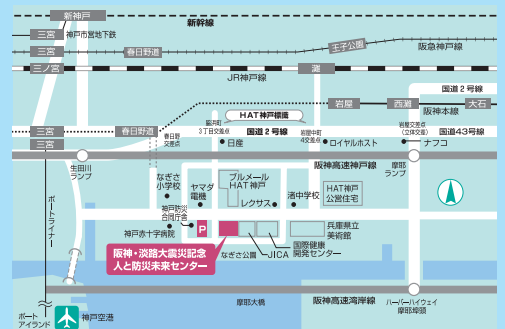 新神戸
新幹線
三宮
神戸市営地下鉄
三宮
春日野道
王子公園
阪急神戸線
三ノ宮
JR神戸線
灘
国道2号線
岩屋
西灘
大石
阪神本線
HAT神戸標識
脇浜町
3丁目交差点
岩屋中町
4交差点
岩屋交差点
(立体交差)
三宮
春日野道
春日野
交差点
国道2号線
国道43号線
日産
ロイヤルホスト
ナフコ
生田川
ランプ
阪神高速神戸線
摩耶
ランプ
なぎさ
小学校
ヤマダ
電機
ブルメール
HAT神戸
レクサス
渚中学校
HAT神戸
公営住宅
ポートライナー
神戸防災
合同庁舎
神戸赤十字病院
P
兵庫県立
美術館
国際健康
開発センター
JICA
なぎさ公園
阪神・淡路大震災記念
人と防災未来センター
摩耶大橋
阪神高速湾岸線
ハーバーハイウェイ
摩耶埠頭
ポート
アイランド
神戸空港